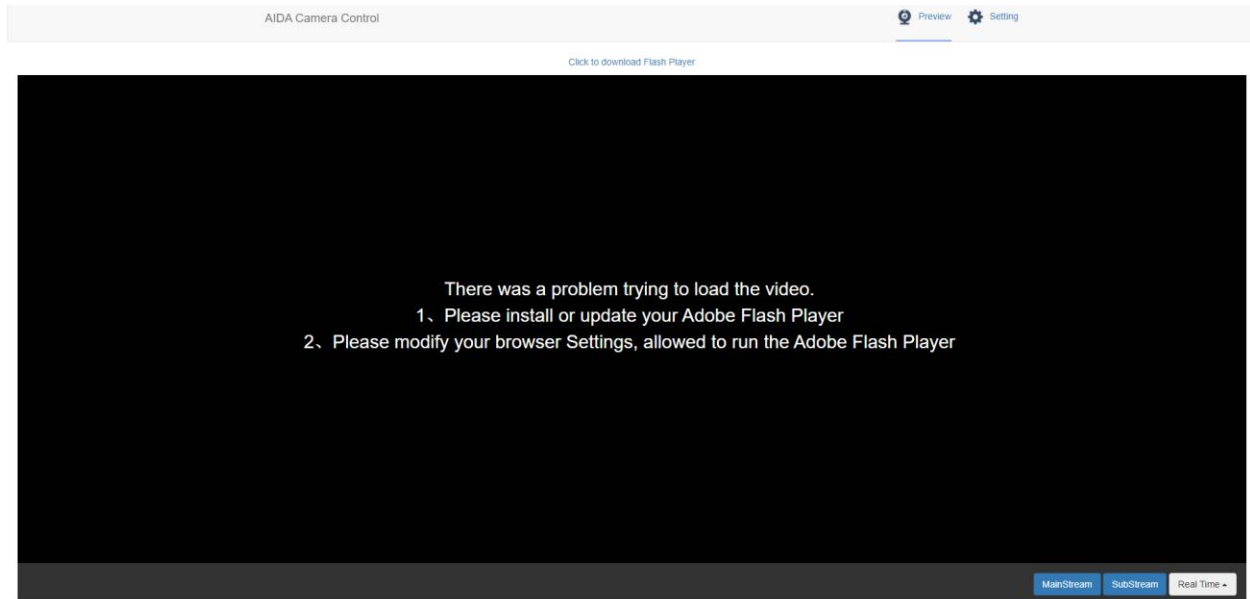 AIDA Camera Control
Preview
Setting
Click to download Flash Player
There was a problem trying to load the video.
1、Please install or update your Adobe Flash Player
2、Please modify your browser Settings, allowed to run the Adobe Flash Player
MainStream
SubStream
Real Time